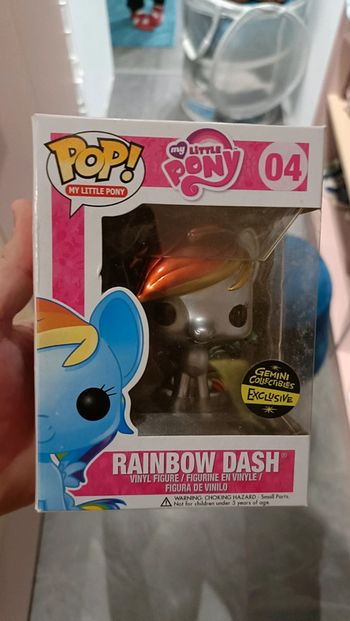 POP!
MY LITTLE PONY
my LITTLE
PONY
04
GEMINI
COLLECTIBLES
EXCLUSIVE
RAINBOW DASH®
VINYL FIGURE / FIGURINE EN VINYLE /
FIGURA DE VINILO
WARNING: CHOKING HAZARD - Small Parts.
Not for children under 3 years of age.